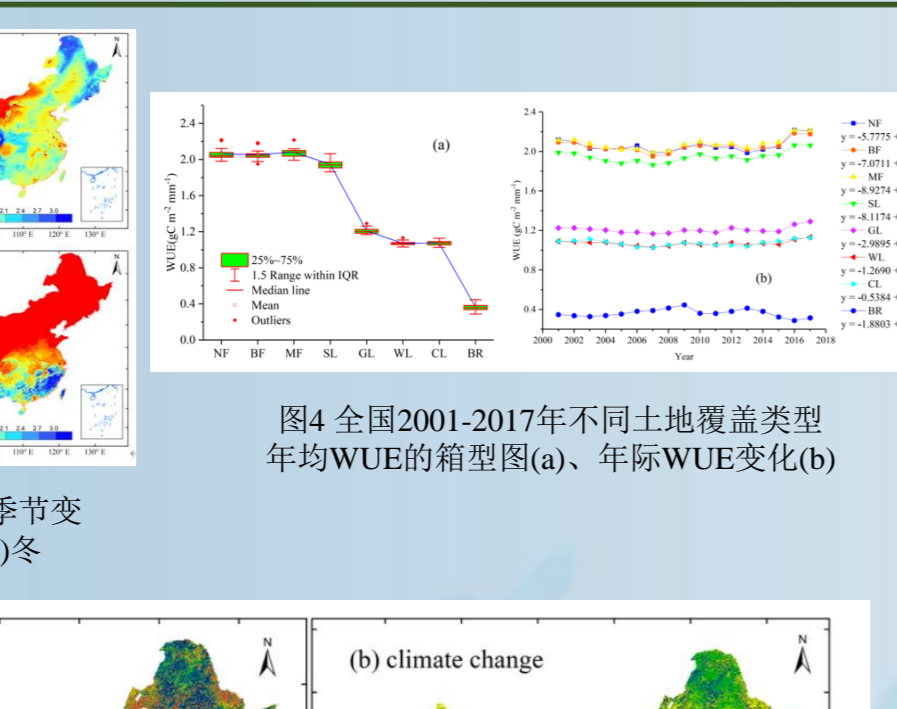 N
2.1 2.4 2.7 3.0
110° E 120° E 130° E
N
2.1 2.4 2.7 3.0
110° E 120° E 130° E
季节变
)冬
(a)
WUE(gC m⁻² mm⁻¹)
2.4
2.0
1.6
1.2
0.8
0.4
0.0
25%~75%
1.5 Range within IQR
Median line
Mean
Outliers
NF BF MF SL GL WL CL BR
WUE (gC m⁻² mm⁻¹)
2.4
2.0
1.6
1.2
0.8
0.4
(b)
2000 2002 2004 2006 2008 2010 2012 2014 2016 2018
Year
NF
y = -5.7775 +
BF
y = -7.0711 +
MF
y = -8.9274 +
SL
y = -8.1174 +
GL
y = -2.9895 +
WL
y = -1.2690 +
CL
y = -0.5384 +
BR
y = -1.8803 +
图4 全国2001-2017年不同土地覆盖类型
年均WUE的箱型图(a)、年际WUE变化(b)
N
(b) climate change
N